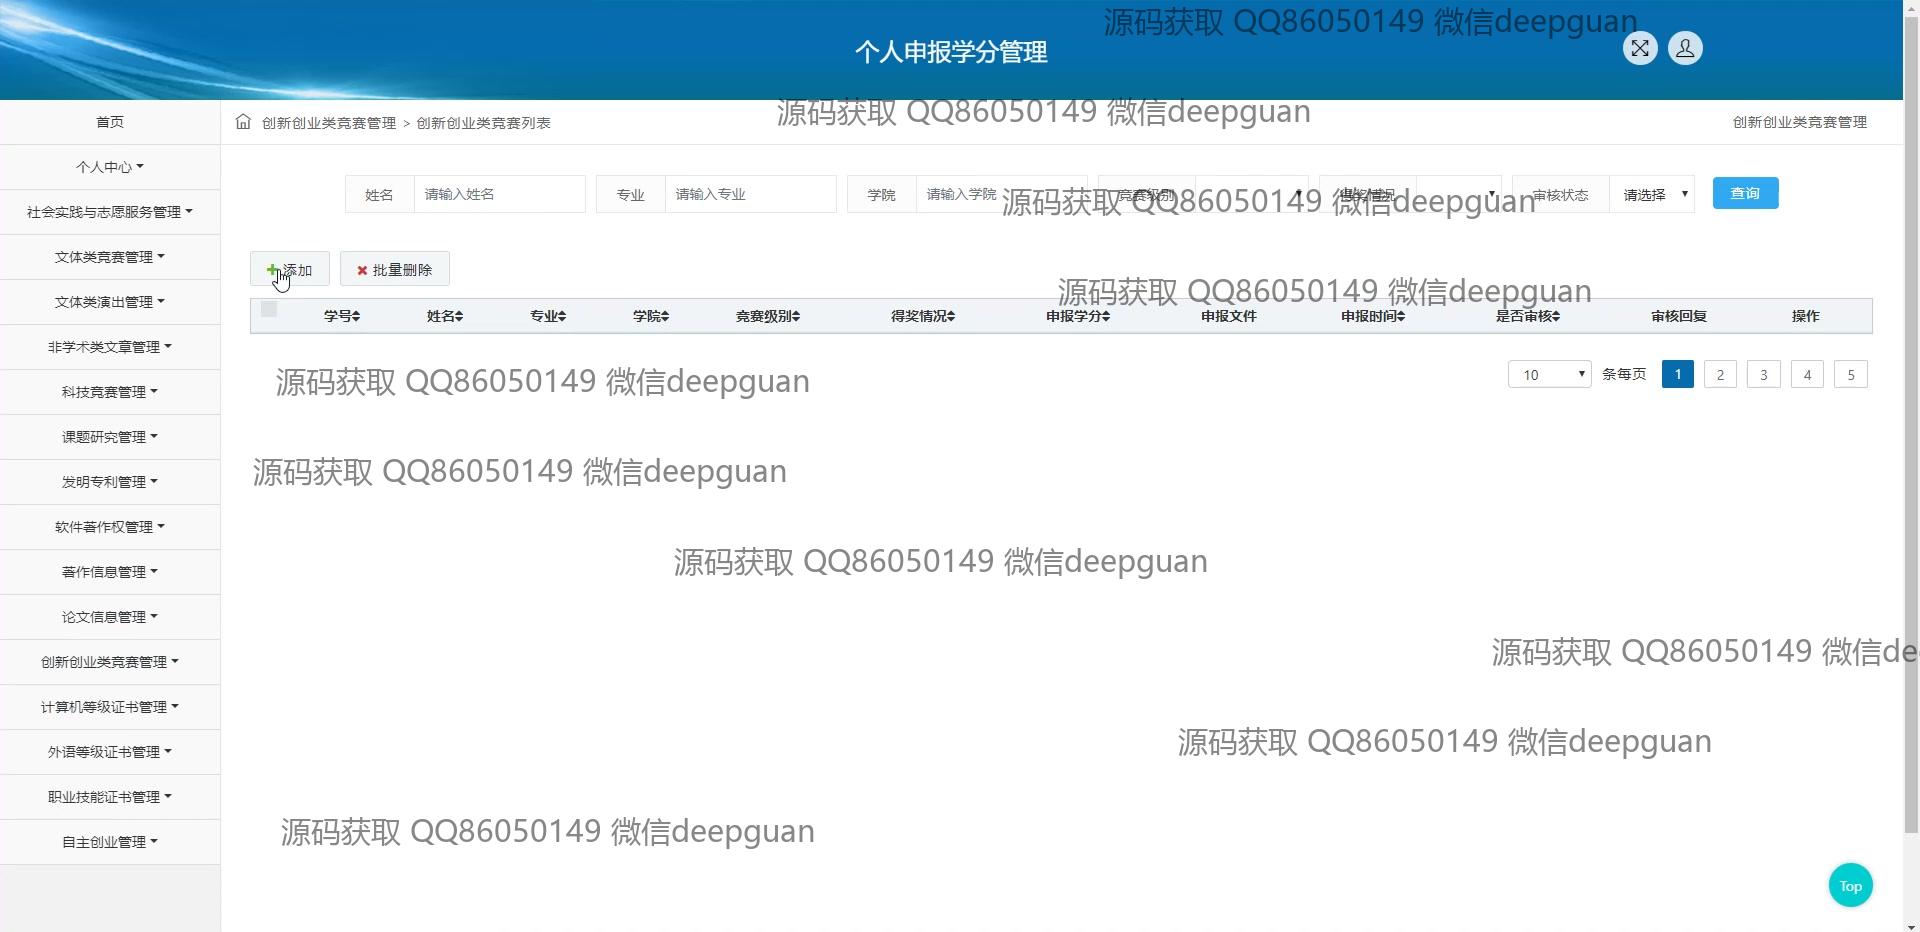 源码获取 QQ86050149 微信deepguan
个人申报学分管理
首页
创新创业类竞赛管理 > 创新创业类竞赛列表
源码获取 QQ86050149 微信deepguan
创新创业类竞赛管理
个人中心
社会实践与志愿服务管理
文体类竞赛管理
文体类演出管理
非学术类文章管理
科技竞赛管理
课题研究管理
发明专利管理
软件著作权管理
著作信息管理
论文信息管理
创新创业类竞赛管理
计算机等级证书管理
外语等级证书管理
职业技能证书管理
自主创业管理
姓名 请输入姓名 专业 请输入专业 学院 请输入学院 竞赛级别 得奖情况 审核状态 请选择 查询
源码获取 QQ86050149 微信deepguan
添加 批量删除
源码获取 QQ86050149 微信deepguan
学号 姓名 专业 学院 竞赛级别 得奖情况 申报学分 申报文件 申报时间 是否审核 审核回复 操作
10 条每页 1 2 3 4 5
源码获取 QQ86050149 微信deepguan
源码获取 QQ86050149 微信deepguan
源码获取 QQ86050149 微信deepguan
源码获取 QQ86050149 微信de
源码获取 QQ86050149 微信deepguan
源码获取 QQ86050149 微信deepguan
Top